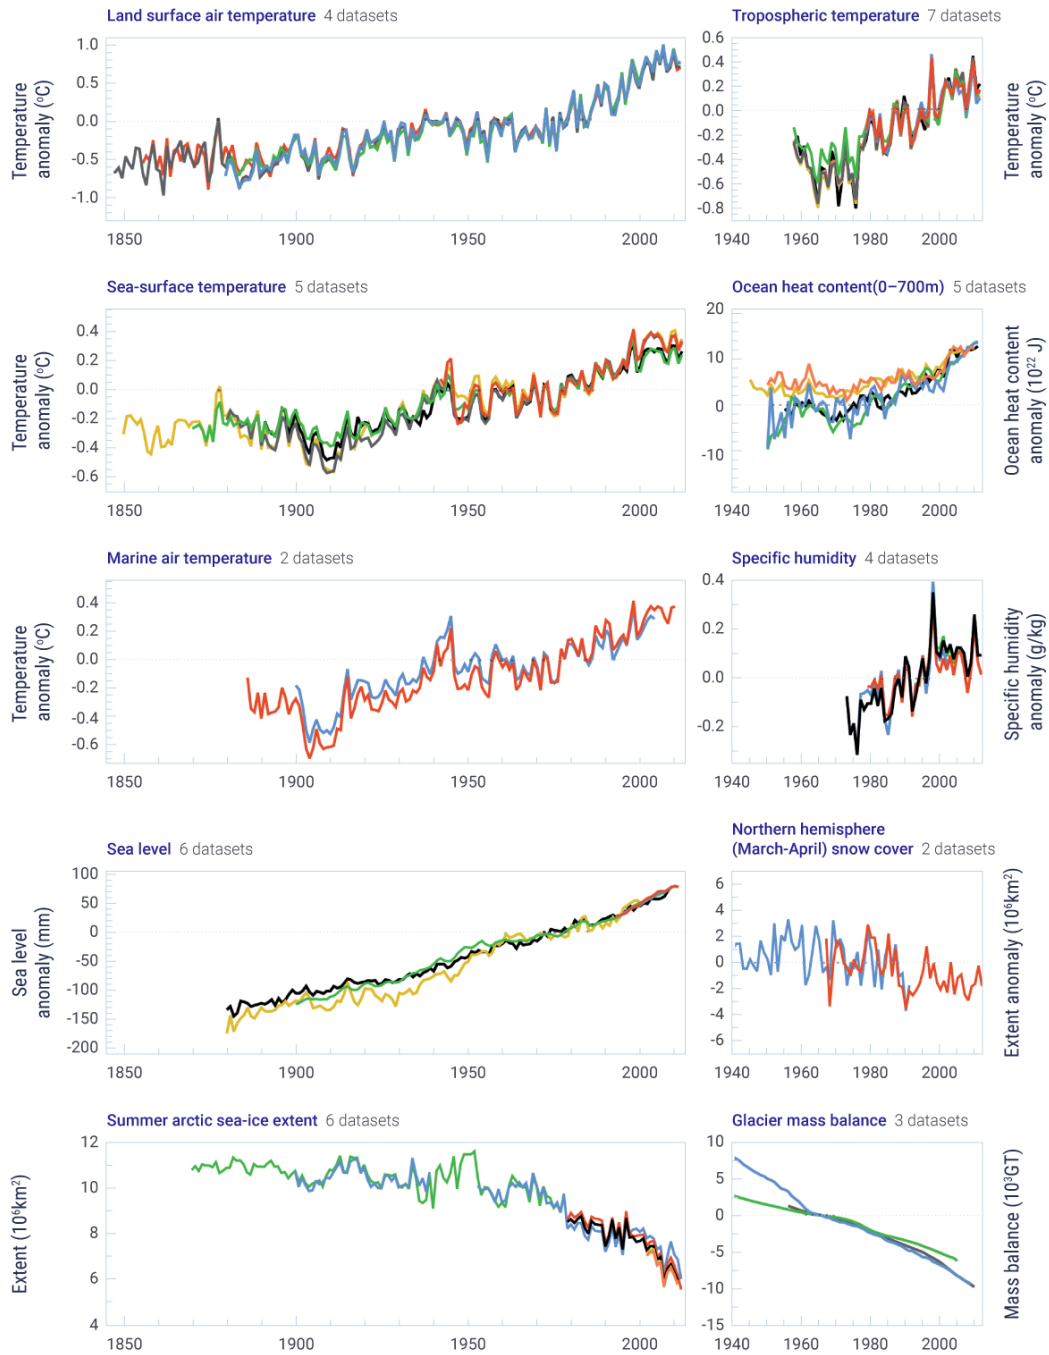 Land surface air temperature 4 datasets
Temperature
anomaly (°C)
1.0
0.5
0.0
-0.5
-1.0
1850 1900 1950 2000
Tropospheric temperature 7 datasets
0.6
0.4
0.2
0.0
-0.2
-0.4
-0.6
-0.8
1940 1960 1980 2000
Temperature
anomaly (°C)
Sea-surface temperature 5 datasets
Temperature
anomaly (°C)
0.4
0.2
0.0
-0.2
-0.4
-0.6
1850 1900 1950 2000
Ocean heat content(0–700m) 5 datasets
20
10
0
-10
1940 1960 1980 2000
Ocean heat content
anomaly (10²² J)
Marine air temperature 2 datasets
Temperature
anomaly (°C)
0.4
0.2
0.0
-0.2
-0.4
-0.6
1850 1900 1950 2000
Specific humidity 4 datasets
0.4
0.2
0.0
-0.2
1940 1960 1980 2000
Specific humidity
anomaly (g/kg)
Sea level 6 datasets
Sea level
anomaly (mm)
100
50
0
-50
-100
-150
-200
1850 1900 1950 2000
Northern hemisphere
(March-April) snow cover 2 datasets
6
4
2
0
-2
-4
-6
1940 1960 1980 2000
Extent anomaly (10⁶km²)
Summer arctic sea-ice extent 6 datasets
Extent (10⁶km²)
12
10
8
6
4
1850 1900 1950 2000
Glacier mass balance 3 datasets
10
5
0
-5
-10
-15
1940 1960 1980 2000
Mass balance (10³GT)